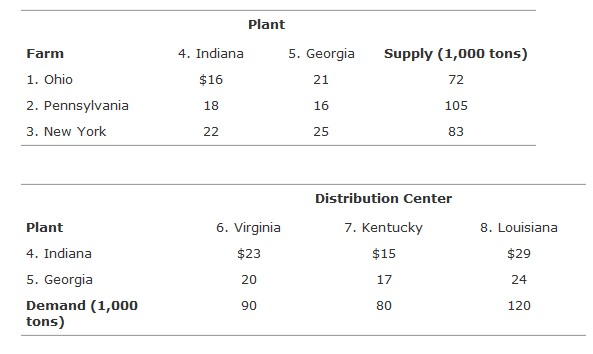 Plant
Farm 4. Indiana 5. Georgia Supply (1,000 tons)
1. Ohio $16 21 72
2. Pennsylvania 18 16 105
3. New York 22 25 83
Distribution Center
Plant 6. Virginia 7. Kentucky 8. Louisiana
4. Indiana $23 $15 $29
5. Georgia 20 17 24
Demand (1,000 90 80 120
tons)